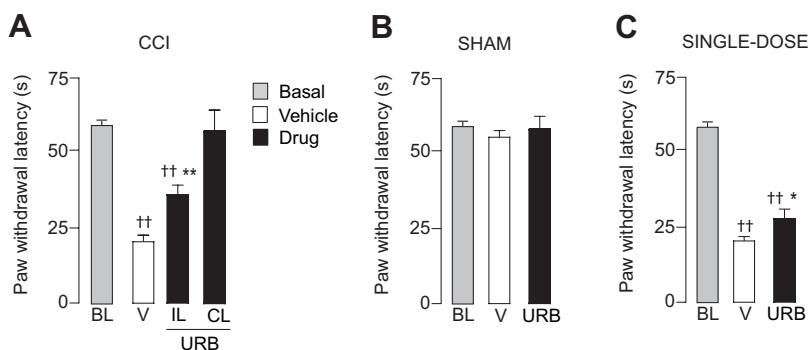 A
CCI
Paw withdrawal latency (s)
75
50
25
0
††
†† **
BL V IL CL
URB
Basal
Vehicle
Drug
B
SHAM
Paw withdrawal latency (s)
75
50
25
0
BL V URB
C
SINGLE-DOSE
Paw withdrawal latency (s)
75
50
25
0
††
†† *
BL V URB